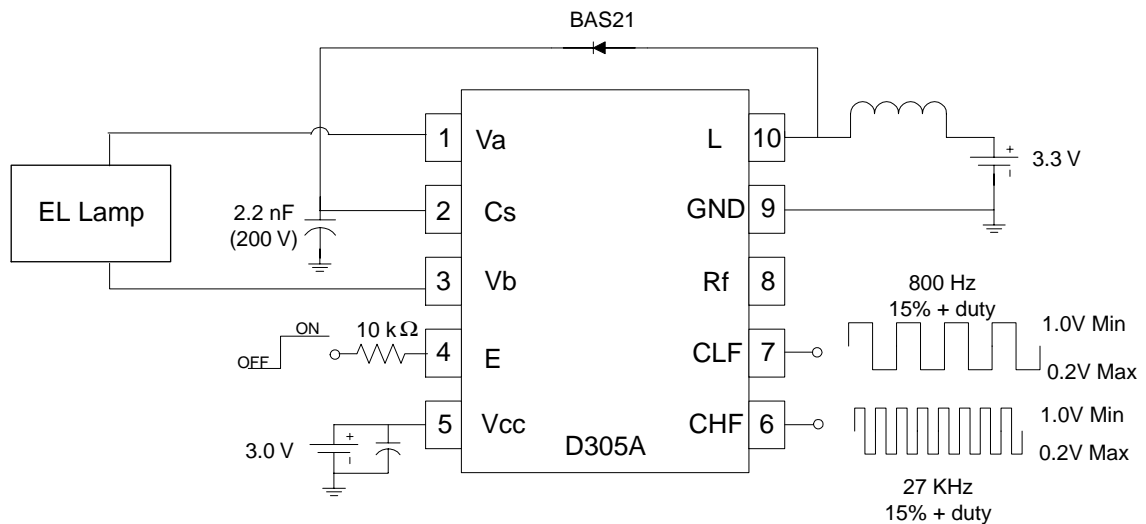 BAS21
1
Va
L
10
+
-
3.3 V
EL Lamp
2.2 nF
(200 V)
2
Cs
GND
9
3
Vb
Rf
8
800 Hz
15% + duty
ON
OFF
10 k Ω
4
E
CLF
7
1.0V Min
0.2V Max
3.0 V
+
-
5
Vcc
CHF
6
D305A
1.0V Min
0.2V Max
27 KHz
15% + duty